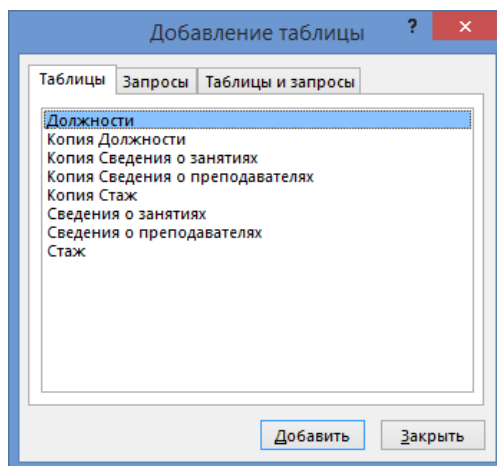 Добавление таблицы ?
Таблицы Запросы Таблицы и запросы
Должности
Копия Должности
Копия Сведения о занятиях
Копия Сведения о преподавателях
Копия Стаж
Сведения о занятиях
Сведения о преподавателях
Стаж
Добавить Закрыть